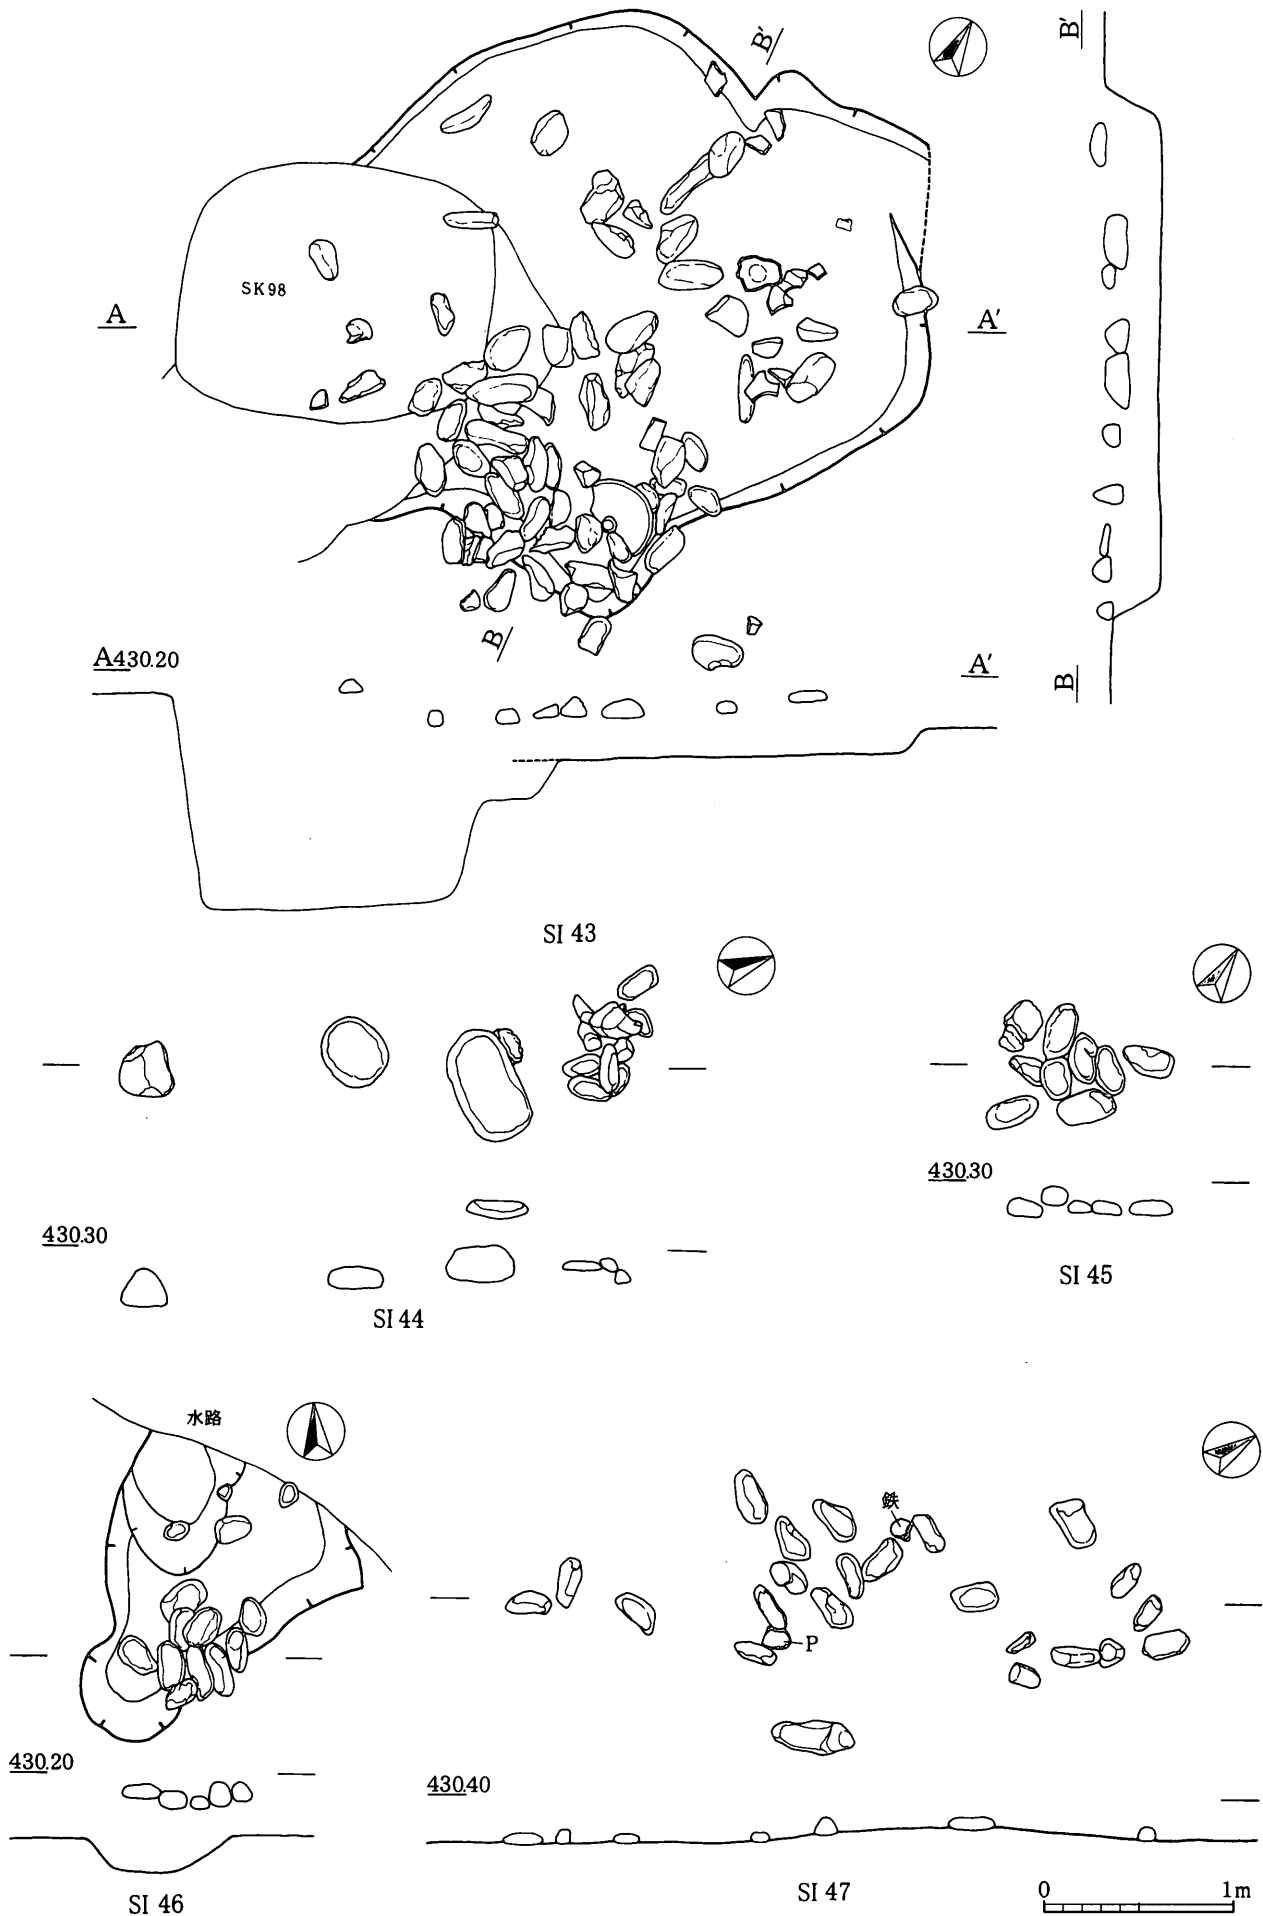 B′
B′
SK98
A
A′
B
A430.20
A′
B
SI 43
430.30
SI 44
430.30
SI 45
水路
鉄
P
430.20
430.40
SI 46
SI 47
0 1m